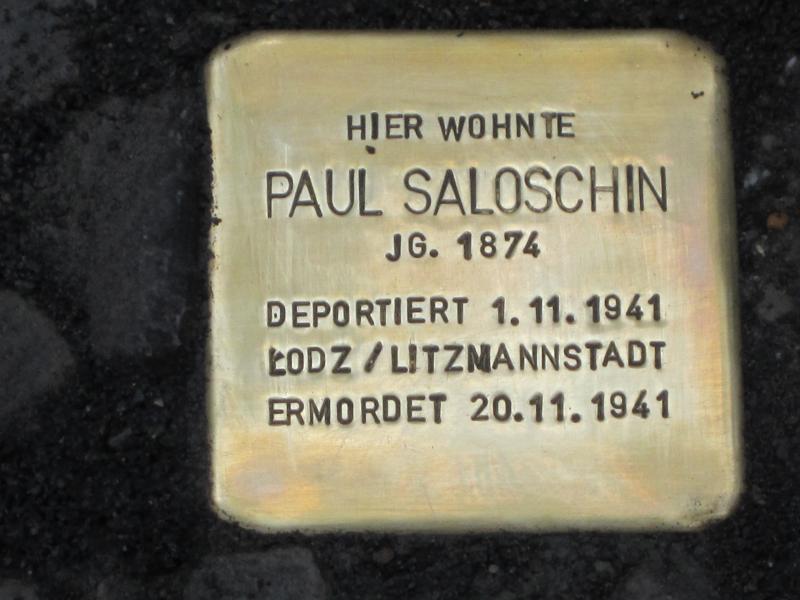 HIER WOHNTE
PAUL SALOSCHIN
JG. 1874
DEPORTIERT 1.11.1941
ŁODZ / LITZMANNSTADT
ERMORDET 20.11.1941